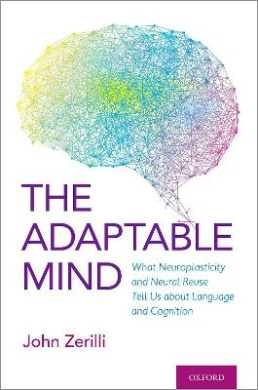 THE
ADAPTABLE
MIND
What Neuroplasticity
and Neural Reuse
Tell Us about Language
and Cognition
John Zerilli
OXFORD